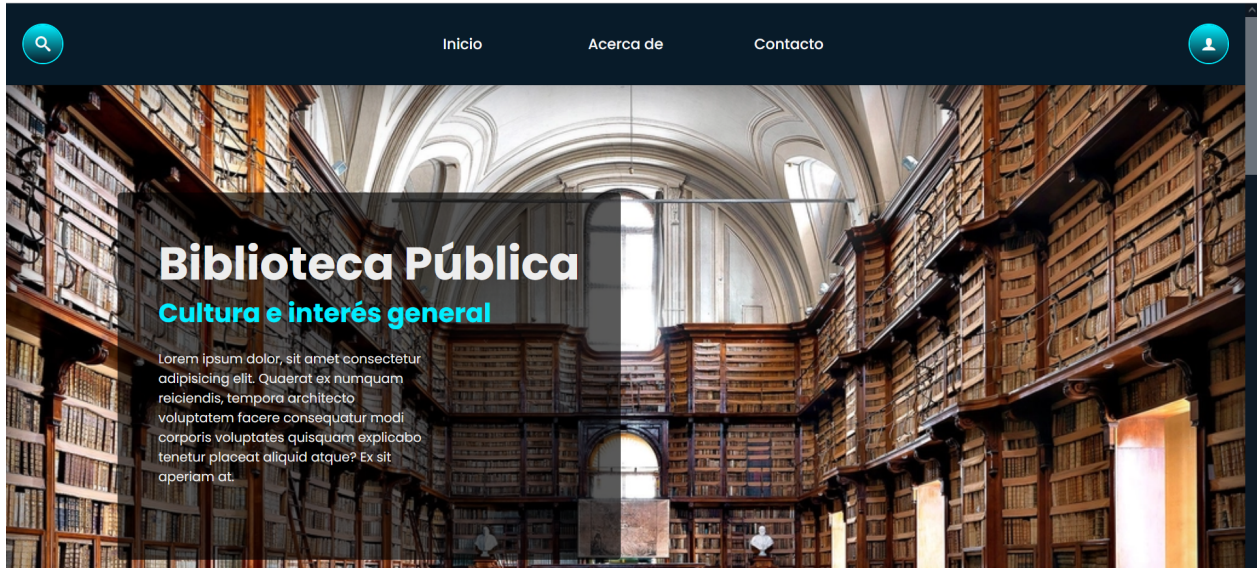 Inicio
Acerca de
Contacto
Biblioteca Pública
Cultura e interés general
Lorem ipsum dolor, sit amet consectetur
adipisicing elit. Quaerat ex numquam
reiciendis, tempora architecto
voluptatem facere consequatur modi
corporis voluptates quisquam explicabo
tenetur placeat aliquid atque? Ex sit
aperiam at.